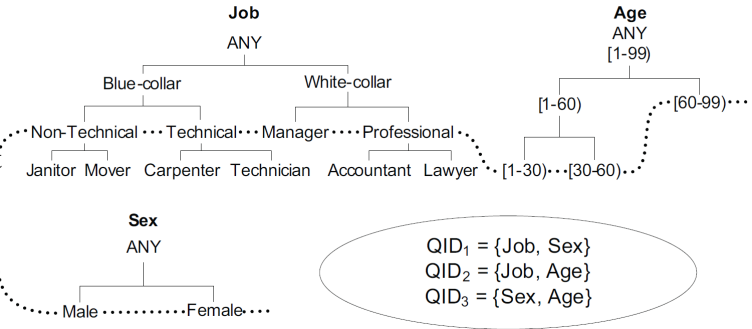 Job
ANY
Blue-collar White-collar
Non-Technical Technical Manager Professional
Janitor Mover Carpenter Technician Accountant Lawyer
Age
ANY
[1-99)
[1-60) [60-99)
[1-30) [30-60)
Sex
ANY
Male Female
QID1 = {Job, Sex}
QID2 = {Job, Age}
QID3 = {Sex, Age}